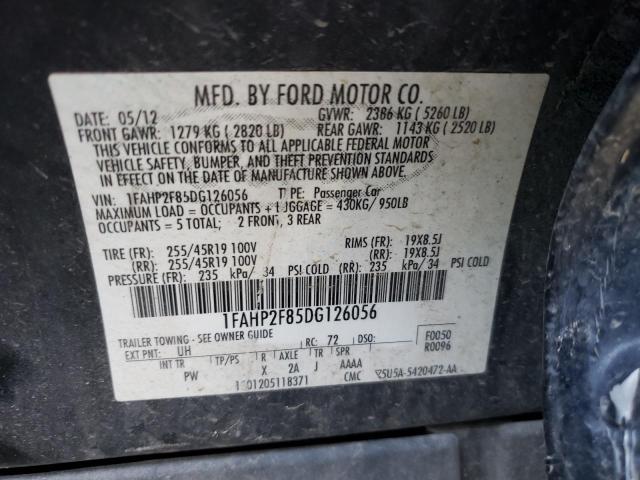 MFD. BY FORD MOTOR CO.
DATE: 05/12 GVWR: 2386 KG ( 5260 LB)
FRONT GAWR: 1279 KG ( 2820 LB) REAR GAWR: 1143 KG ( 2520 LB)
THIS VEHICLE CONFORMS TO ALL APPLICABLE FEDERAL MOTOR
VEHICLE SAFETY, BUMPER, AND THEFT PREVENTION STANDARDS
IN EFFECT ON THE DATE OF MANUFACTURE SHOWN ABOVE.
VIN: 1FAHP2F85DG126056 TYPE: Passenger Car
MAXIMUM LOAD = OCCUPANTS + LUGGAGE = 430KG/ 950LB
OCCUPANTS = 5 TOTAL; 2 FRONT, 3 REAR
TIRE (FR): 255/45R19 100V RIMS (FR): 19X8.5J
(RR): 255/45R19 100V (RR): 19X8.5J
PRESSURE (FR): 235 kPa/ 34 PSI COLD (RR): 235 kPa/ 34 PSI COLD
1FAHP2F85DG126056
TRAILER TOWING - SEE OWNER GUIDE
EXT PNT: UH RC: 72 DSO: F0050
R0096
INT TR TP/PS R AXLE TR SPR
PW X 2A J AAAA
CMC 5U5A-5420472-AA